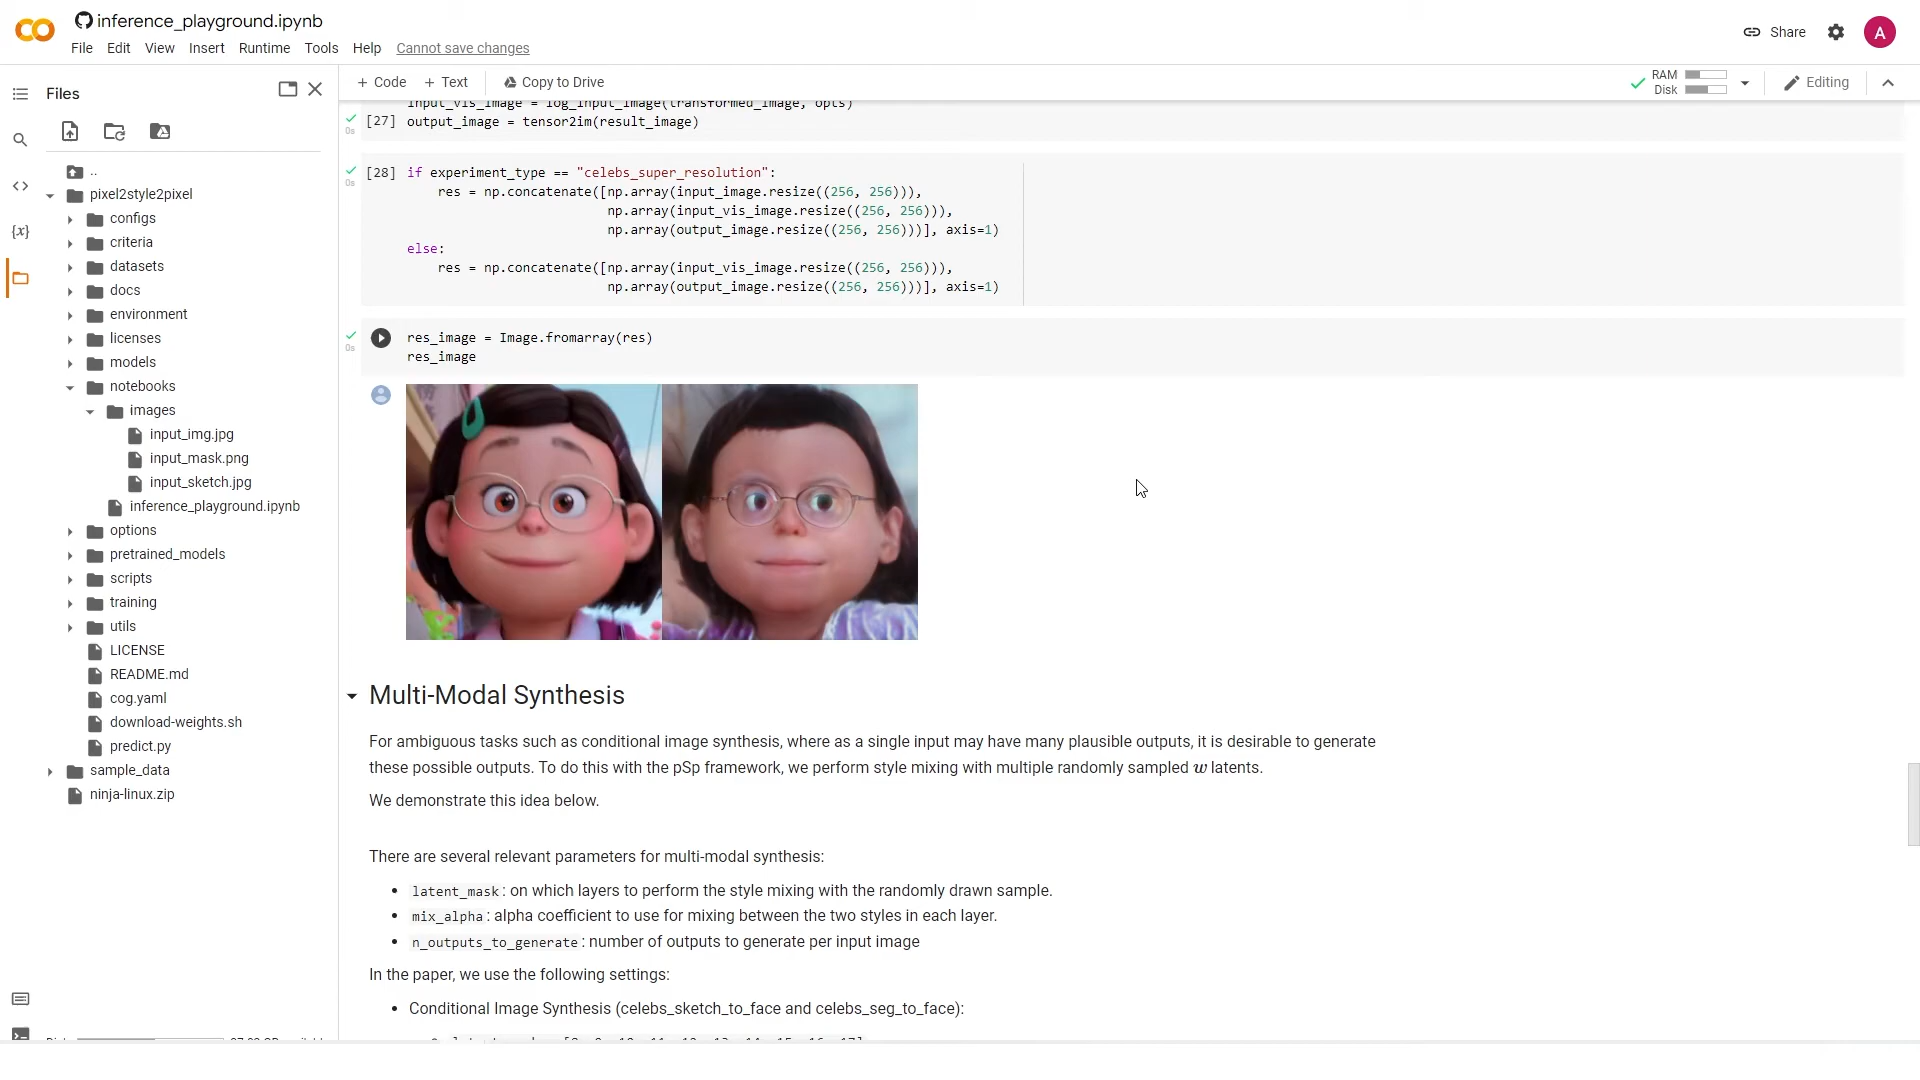 inference_playground.ipynb
File Edit View Insert Runtime Tools Help Cannot save changes
Share
A
Files
+ Code + Text Copy to Drive
RAM
Disk
Editing
..
pixel2style2pixel
configs
criteria
datasets
docs
environment
licenses
models
notebooks
images
input_img.jpg
input_mask.png
input_sketch.jpg
inference_playground.ipynb
options
pretrained_models
scripts
training
utils
LICENSE
README.md
cog.yaml
download-weights.sh
predict.py
sample_data
ninja-linux.zip
input_vis_image = log_input_image(transformed_image, opts)
0s
[27] output_image = tensor2im(result_image)
0s
[28] if experiment_type == "celebs_super_resolution":
res = np.concatenate([np.array(input_image.resize((256, 256))),
np.array(input_vis_image.resize((256, 256))),
np.array(output_image.resize((256, 256)))], axis=1)
else:
res = np.concatenate([np.array(input_vis_image.resize((256, 256))),
np.array(output_image.resize((256, 256)))], axis=1)
0s
res_image = Image.fromarray(res)
res_image
Multi-Modal Synthesis
For ambiguous tasks such as conditional image synthesis, where as a single input may have many plausible outputs, it is desirable to generate
these possible outputs. To do this with the pSp framework, we perform style mixing with multiple randomly sampled w latents.
We demonstrate this idea below.
There are several relevant parameters for multi-modal synthesis:
• latent_mask: on which layers to perform the style mixing with the randomly drawn sample.
• mix_alpha: alpha coefficient to use for mixing between the two styles in each layer.
• n_outputs_to_generate: number of outputs to generate per input image
In the paper, we use the following settings:
• Conditional Image Synthesis (celebs_sketch_to_face and celebs_seg_to_face):